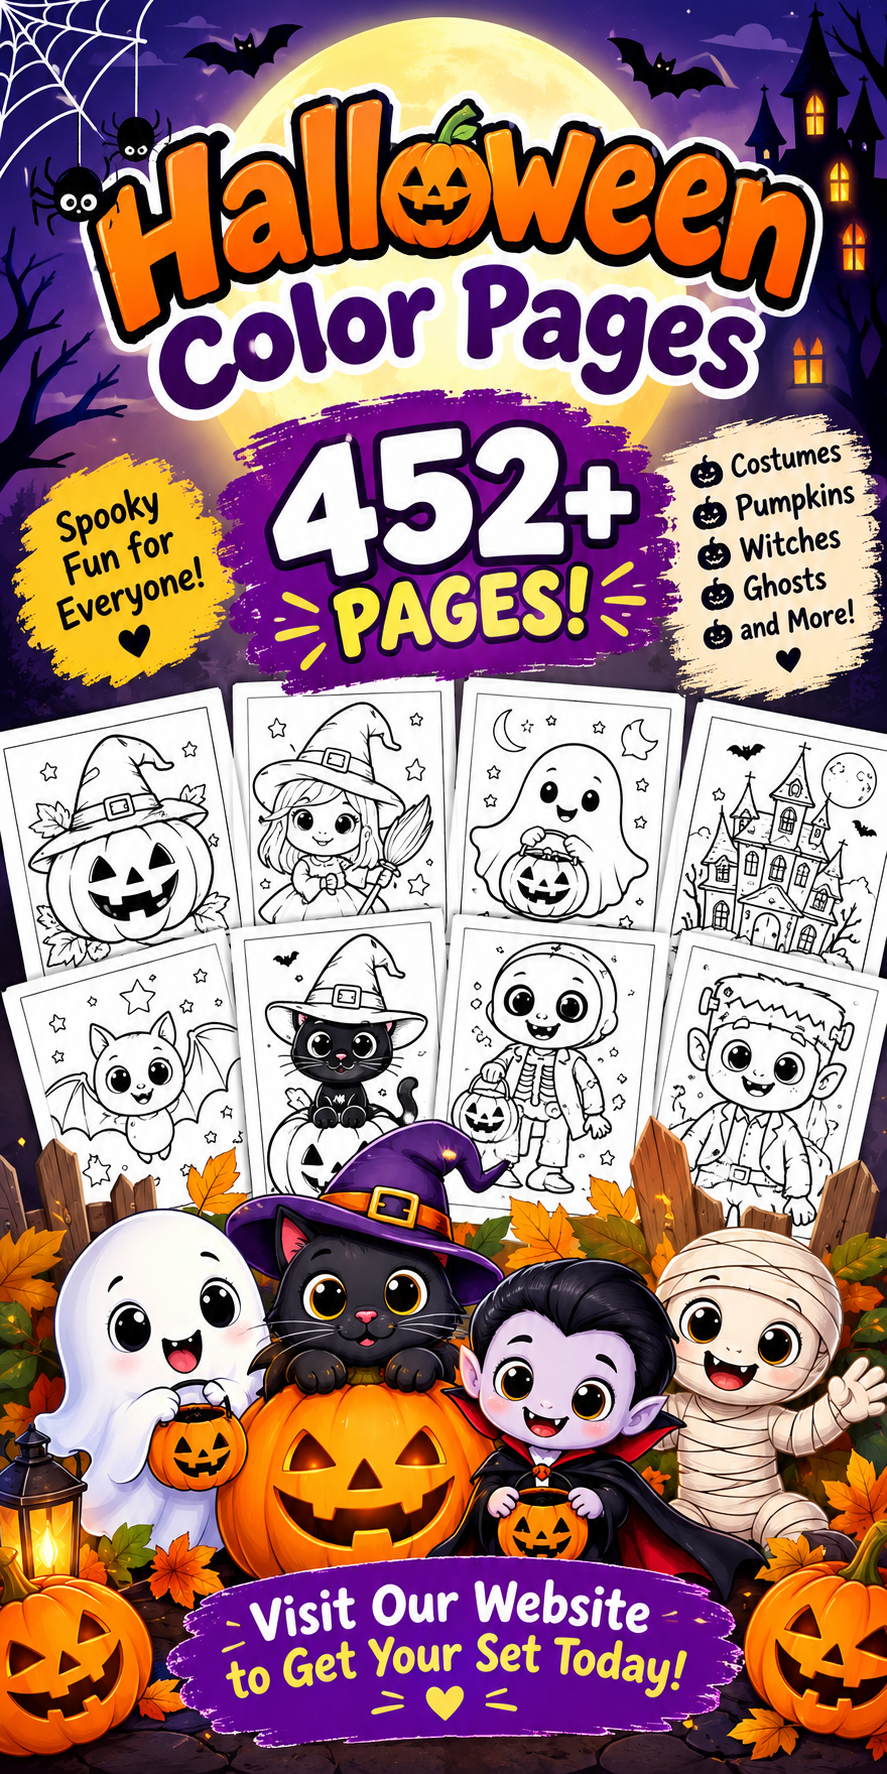 Halloween
Color Pages
452+
PAGES!
Spooky
Fun for
Everyone!
Costumes
Pumpkins
Witches
Ghosts
and More!
Visit Our Website
to Get Your Set Today!